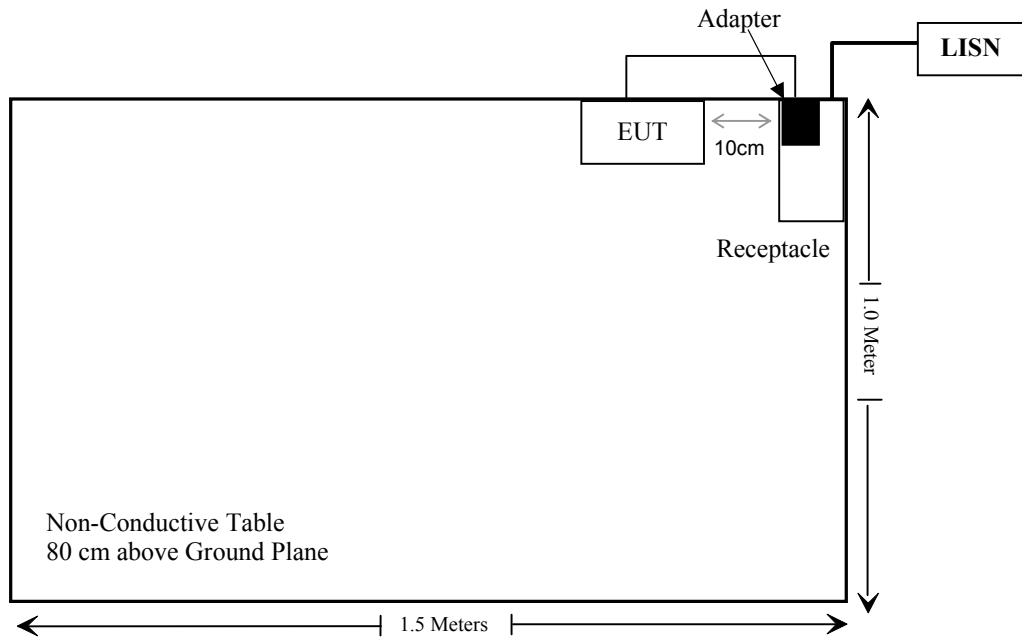 Adapter
LISN
EUT
10cm
Receptacle
1.0 Meter
Non-Conductive Table
80 cm above Ground Plane
1.5 Meters